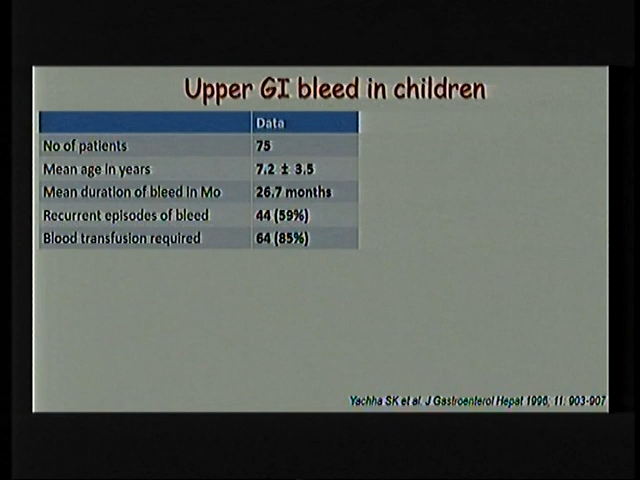 Upper GI bleed in children
Data
No of patients 75
Mean age in years 7.2 ± 3.5
Mean duration of bleed in Mo 26.7 months
Recurrent episodes of bleed 44 (59%)
Blood transfusion required 64 (85%)
Yachha SK et al. J Gastroenterol Hepat 1996; 11: 903-907